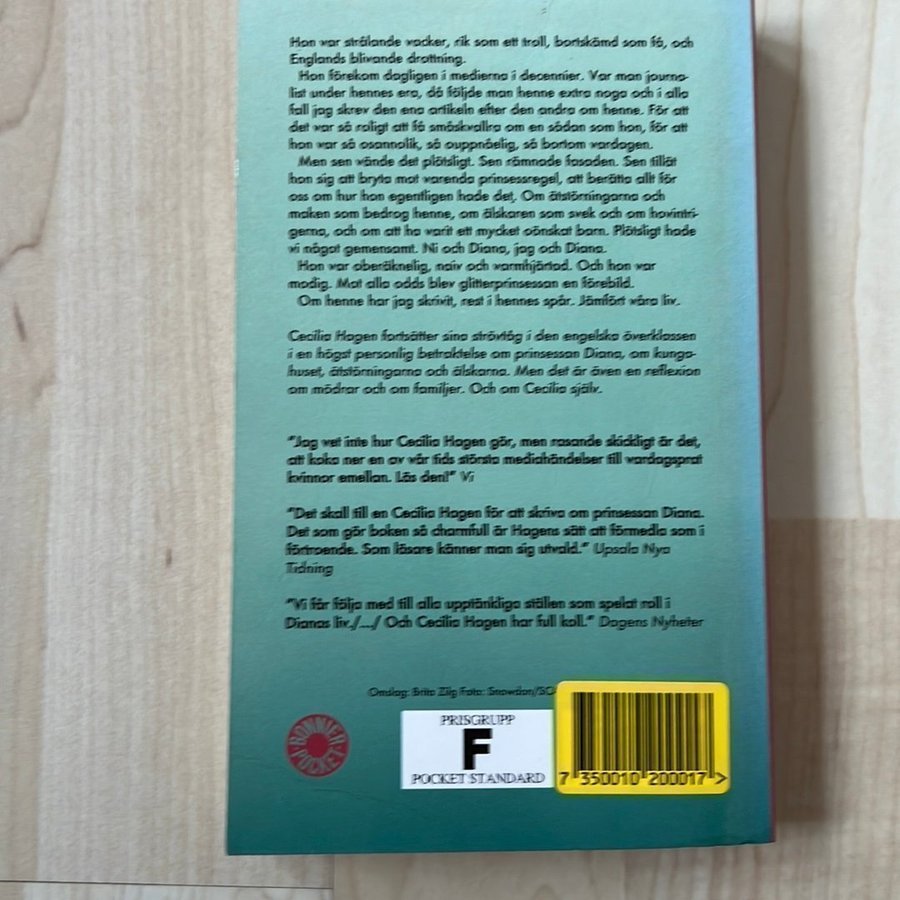 Hon var strålande vacker, rik som ett troll, bortskämd som få, och
Englands blivande drottning.
Hon förekom dagligen i medierna i decennier. Var man journa-
list under hennes era, då följde man henne extra noga och i alla
fall jag skrev den ena artikeln efter den andra om henne. För att
det var så roligt att få småskvallra om en sådan som hon, för att
hon var så osannolik, så ouppnåelig, så bortom vardagen.
Men sen vände det plötsligt. Sen rämnade fasaden. Sen tillät
hon sig att bryta mot varenda prinsessregel, att berätta allt för
oss om hur hon egentligen hade det. Om ätstörningarna och
maken som bedrog henne, om älskaren som svek och om hovintri-
gerna, och om att ha varit ett mycket oönskat barn. Plötsligt hade
vi något gemensamt. Ni och Diana, jag och Diana.
Hon var oberäknelig, naiv och varmhjärtad. Och hon var
modig. Mot alla odds blev glitterprinsessan en förebild.
Om henne har jag skrivit, rest i hennes spår. Jämfört våra liv.
Cecilia Hagen fortsätter sina strövtåg i den engelska överklassen
i en högst personlig betraktelse om prinsessan Diana, om kunga-
huset, ätstörningarna och älskarna. Men det är även en reflexion
om mödrar och om familjer. Och om Cecilia själv.
"Jag vet inte hur Cecilia Hagen gör, men rasande skickligt är det,
att koka ner en av vår tids största mediahändelser till vardagsprat
kvinnor emellan. Läs den!" Vi
"Det skall till en Cecilia Hagen för att skriva om prinsessan Diana.
Det som gör boken så charmfull är Hagens sätt att förmedla som i
förtroende. Som läsare känner man sig utvald." Upsala Nya
Tidning
"Vi får följa med till alla upptänkliga ställen som spelat roll i
Dianas liv./.../ Och Cecilia Hagen har full koll." Dagens Nyheter
Omslag: Brita Zilg Foto: Snowdon/
BONNIER
POCKET
PRISGRUPP
F
POCKET STANDARD
7 350010 200017 >